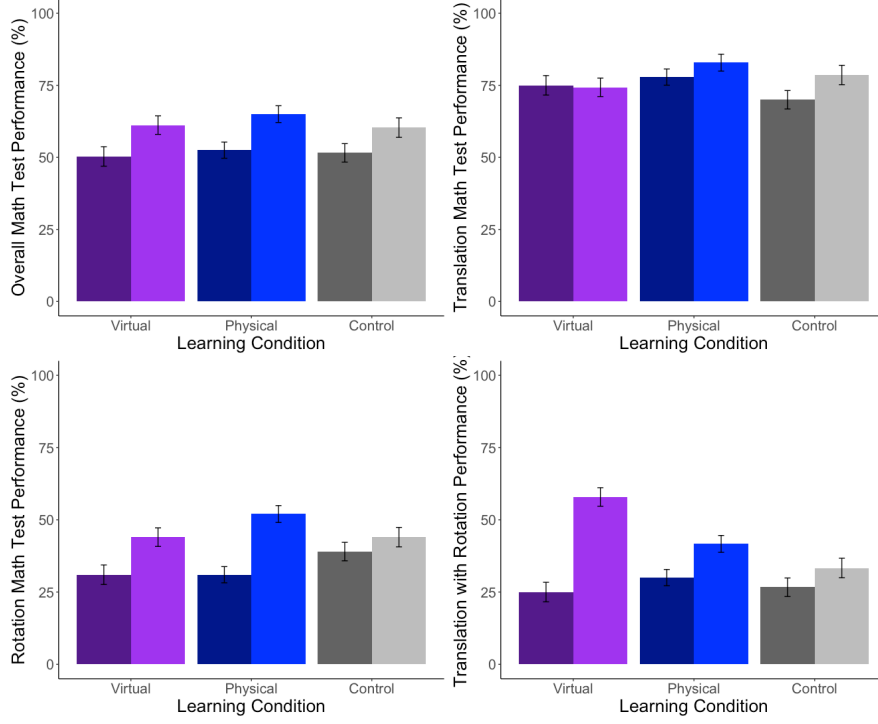 Overall Math Test Performance (%)
100
75
50
25
0
Virtual Physical Control
Learning Condition
Translation Math Test Performance (%)
100
75
50
25
0
Virtual Physical Control
Learning Condition
Rotation Math Test Performance (%)
100
75
50
25
0
Virtual Physical Control
Learning Condition
Translation with Rotation Performance (%)
100
75
50
25
0
Virtual Physical Control
Learning Condition